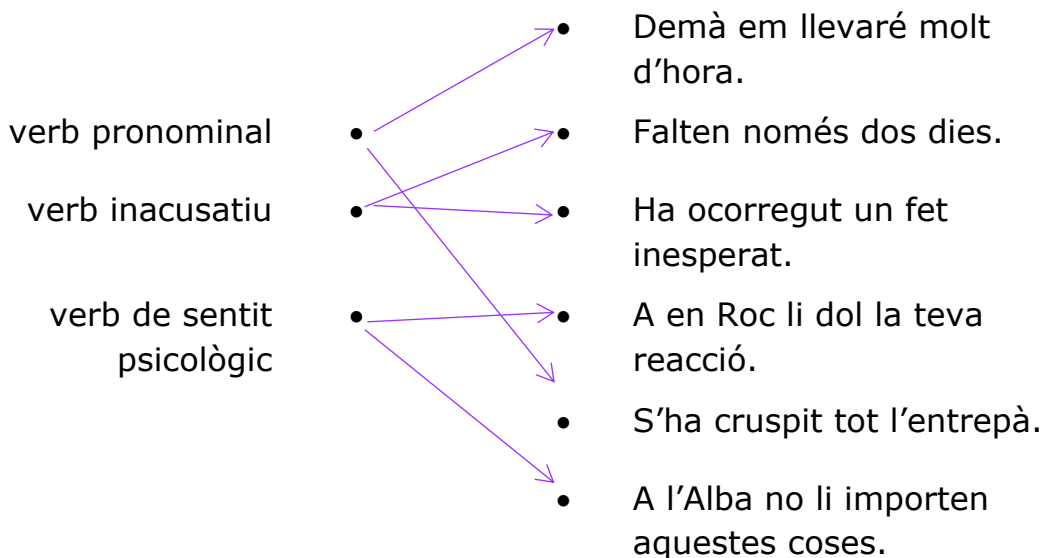 Demà em llevaré molt
d’hora.
verb pronominal
Falten només dos dies.
verb inacusatiu
Ha ocorregut un fet
inesperat.
verb de sentit
psicològic
A en Roc li dol la teva
reacció.
S’ha cruspit tot l’entrepà.
A l’Alba no li importen
aquestes coses.